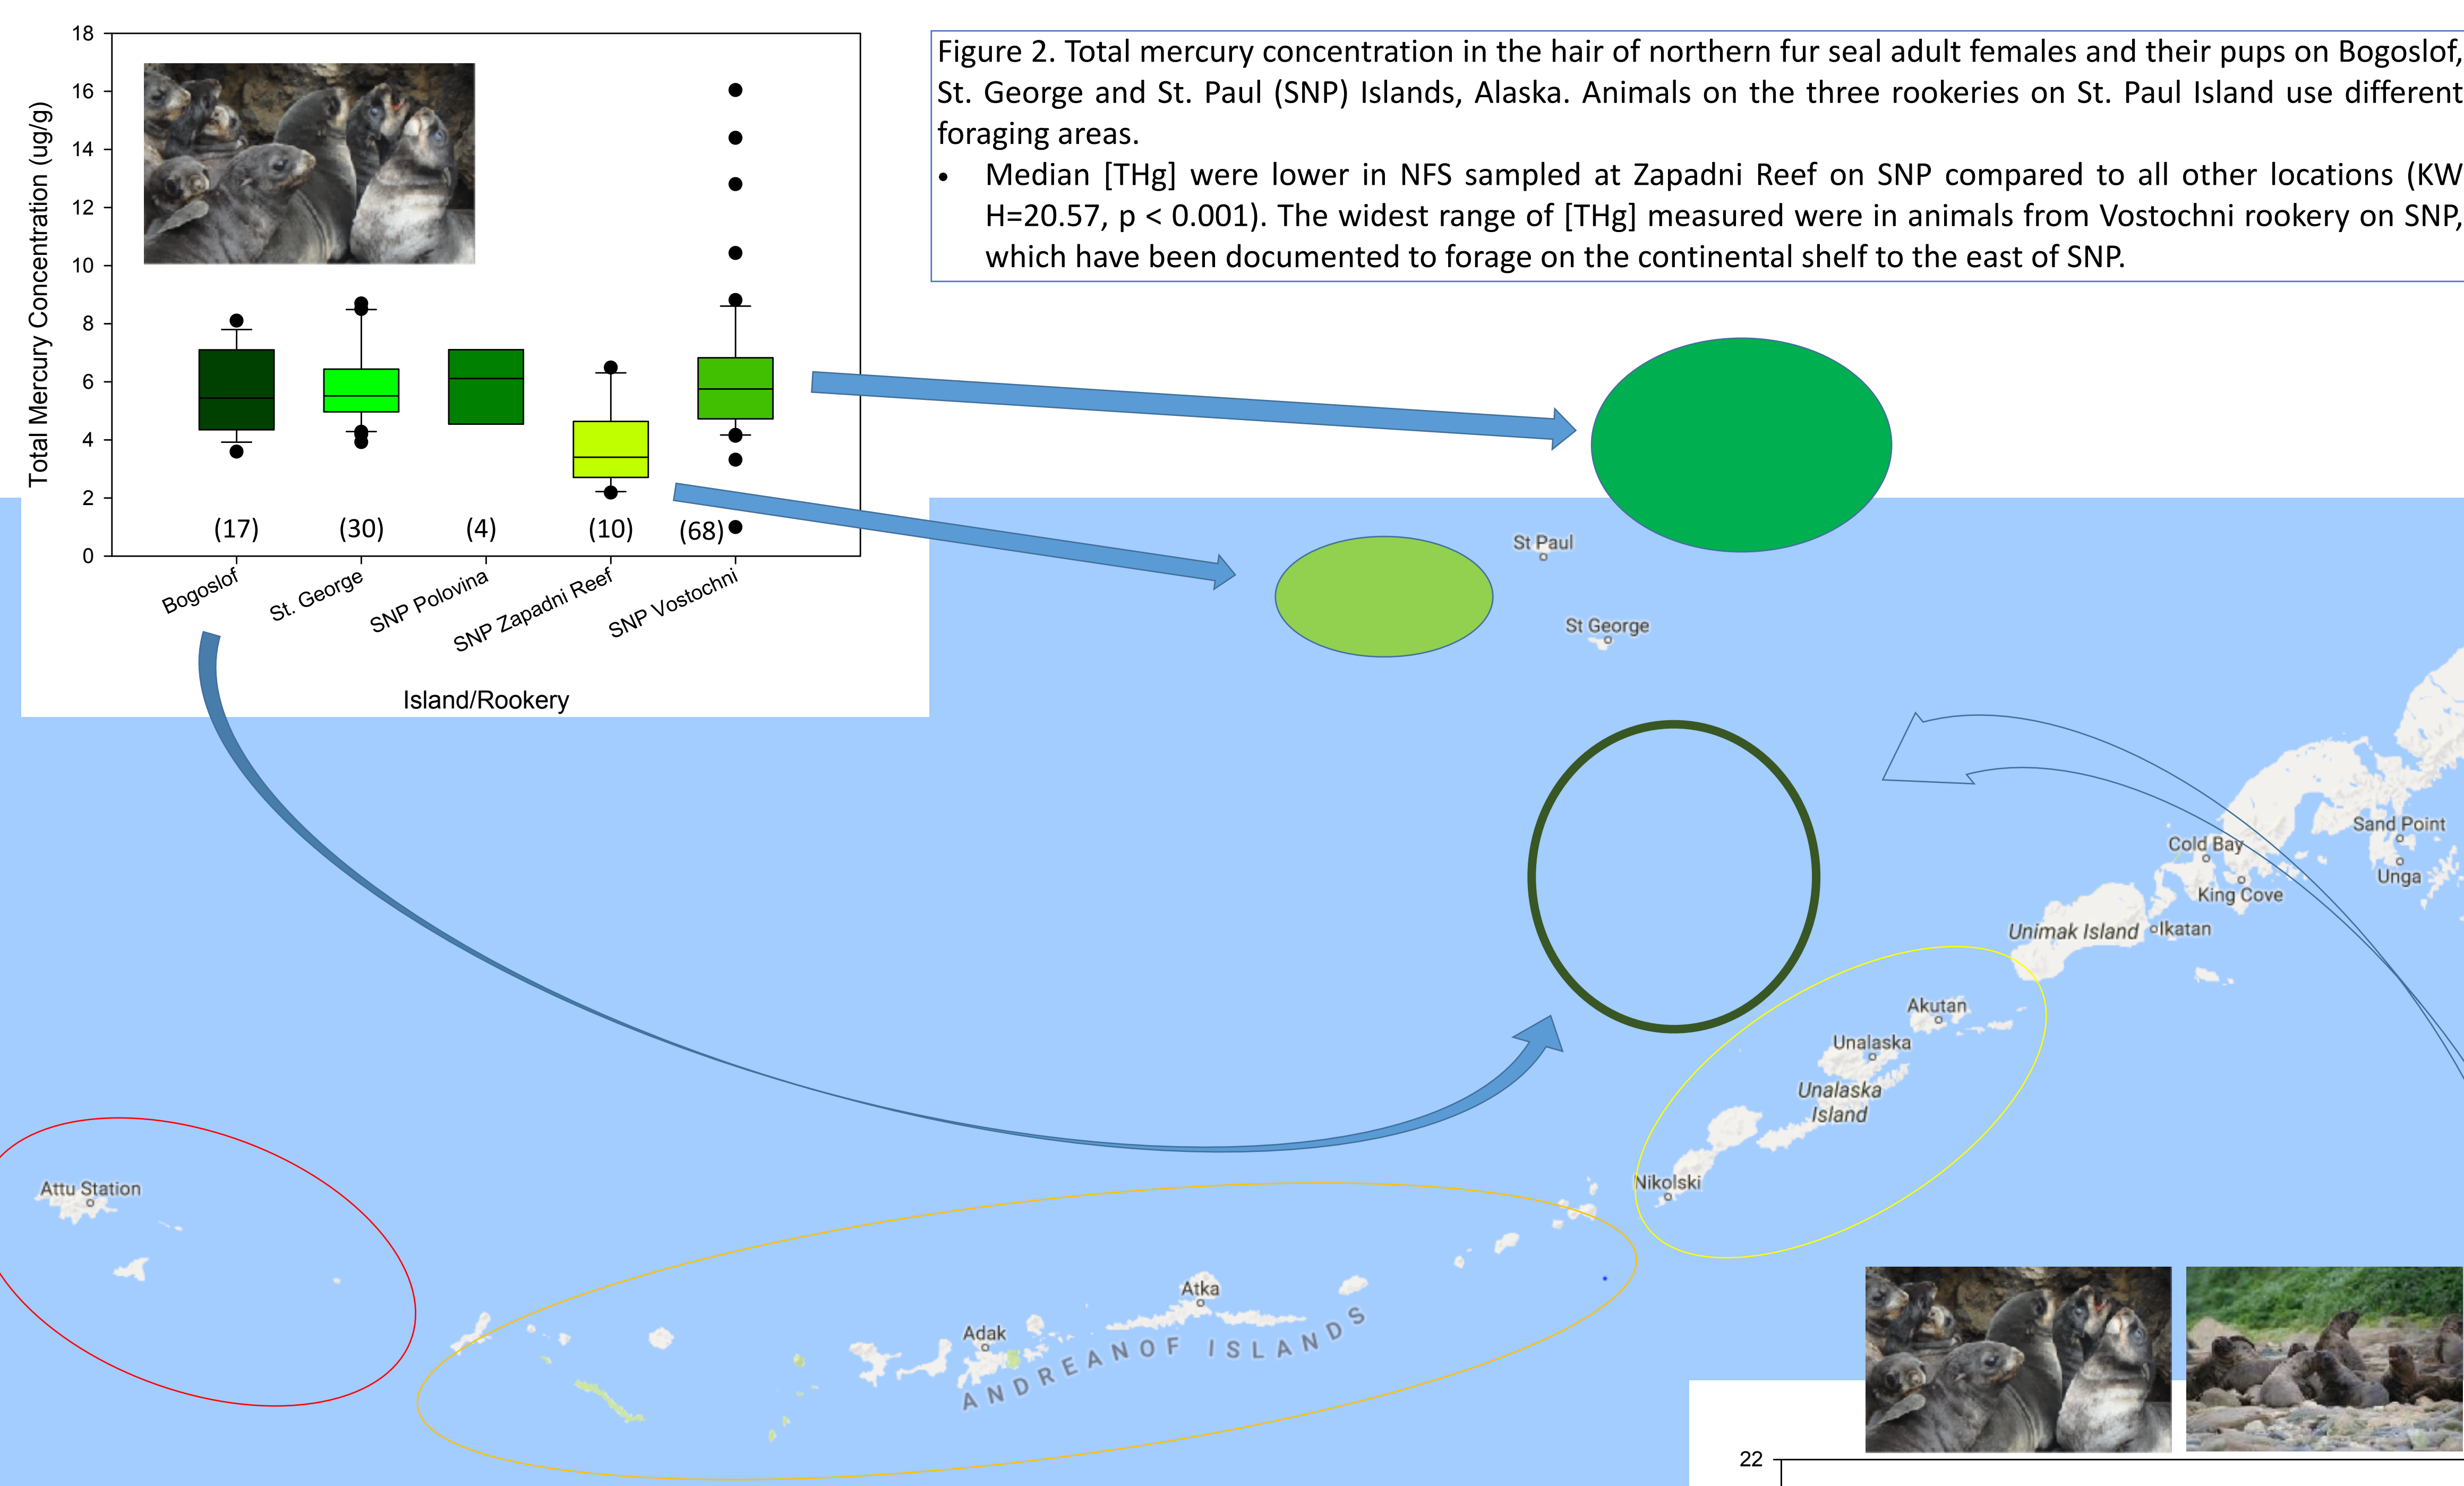 18
16
14
12
10
8
6
4
2
0
Total Mercury Concentration (ug/g)
(17)
(30)
(4)
(10)
(68)
Bogoslof
St. George
SNP Polovina
SNP Zapadni Reef
SNP Vostochni
Island/Rookery
Figure 2. Total mercury concentration in the hair of northern fur seal adult females and their pups on Bogoslof,
St. George and St. Paul (SNP) Islands, Alaska. Animals on the three rookeries on St. Paul Island use different
foraging areas.
• Median [THg] were lower in NFS sampled at Zapadni Reef on SNP compared to all other locations (KW
H=20.57, p < 0.001). The widest range of [THg] measured were in animals from Vostochni rookery on SNP,
which have been documented to forage on the continental shelf to the east of SNP.
St Paul
St George
Sand Point
Cold Bay
Unga
King Cove
Unimak Island
Ikatan
Akutan
Unalaska
Unalaska
Island
Nikolski
Attu Station
Atka
Adak
ANDREANOF ISLANDS
22